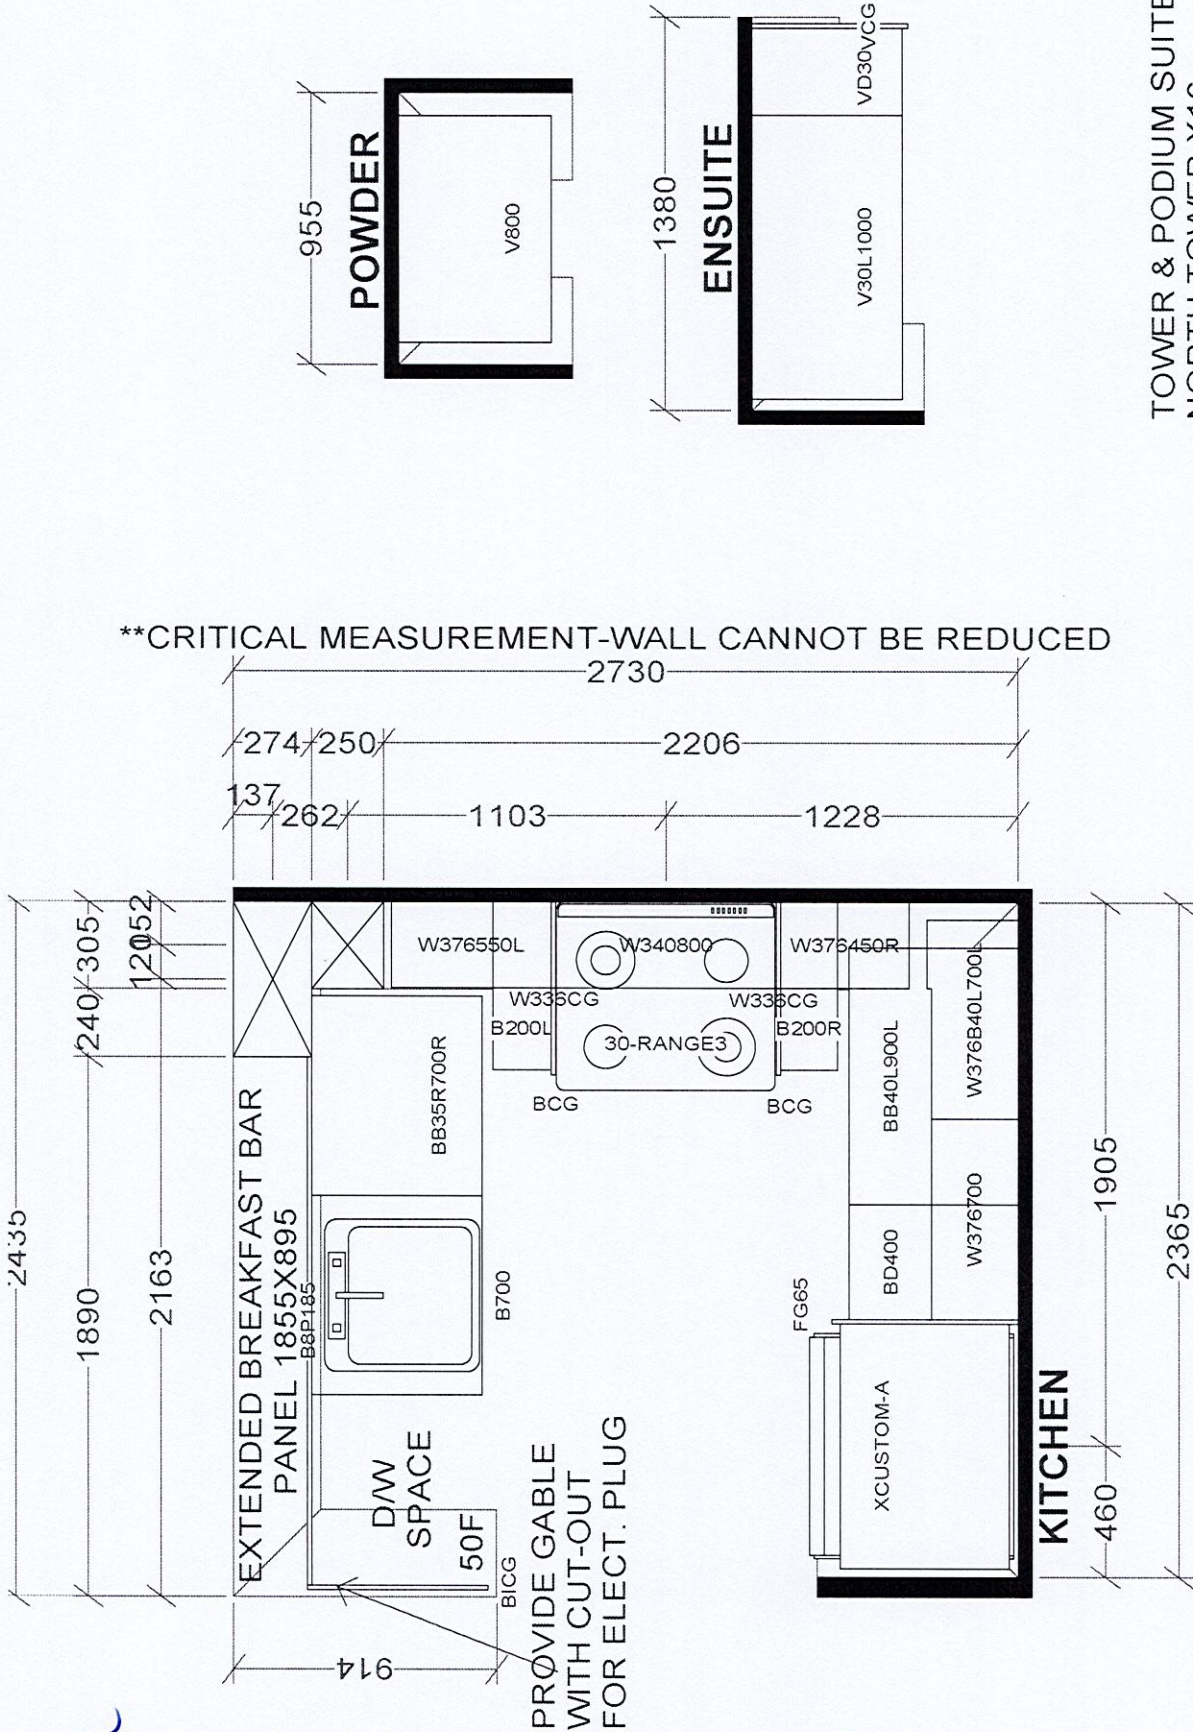 955
POWDER
V800
1380
ENSUITE
VD30
VCG
V30L1000
TOWER & PODIUM SUITE
**CRITICAL MEASUREMENT-WALL CANNOT BE REDUCED
2730
274
250
2206
137
262
1103
1228
2435
305
240
1890
120
152
2163
W376550L
W340800
W376450R
W336CG
W336CG
B200L
30-RANGE3
B200R
BCG
BCG
BB35R700R
BB40L900L
W376B40L700L
W376700
BD400
FG65
XCUSTOM-A
EXTENDED BREAKFAST BAR
PANEL 1855X895
B700
D/W
SPACE
50F
BICG
914
PROVIDE GABLE
WITH CUT-OUT
FOR ELECT. PLUG
KITCHEN
1905
460
2365